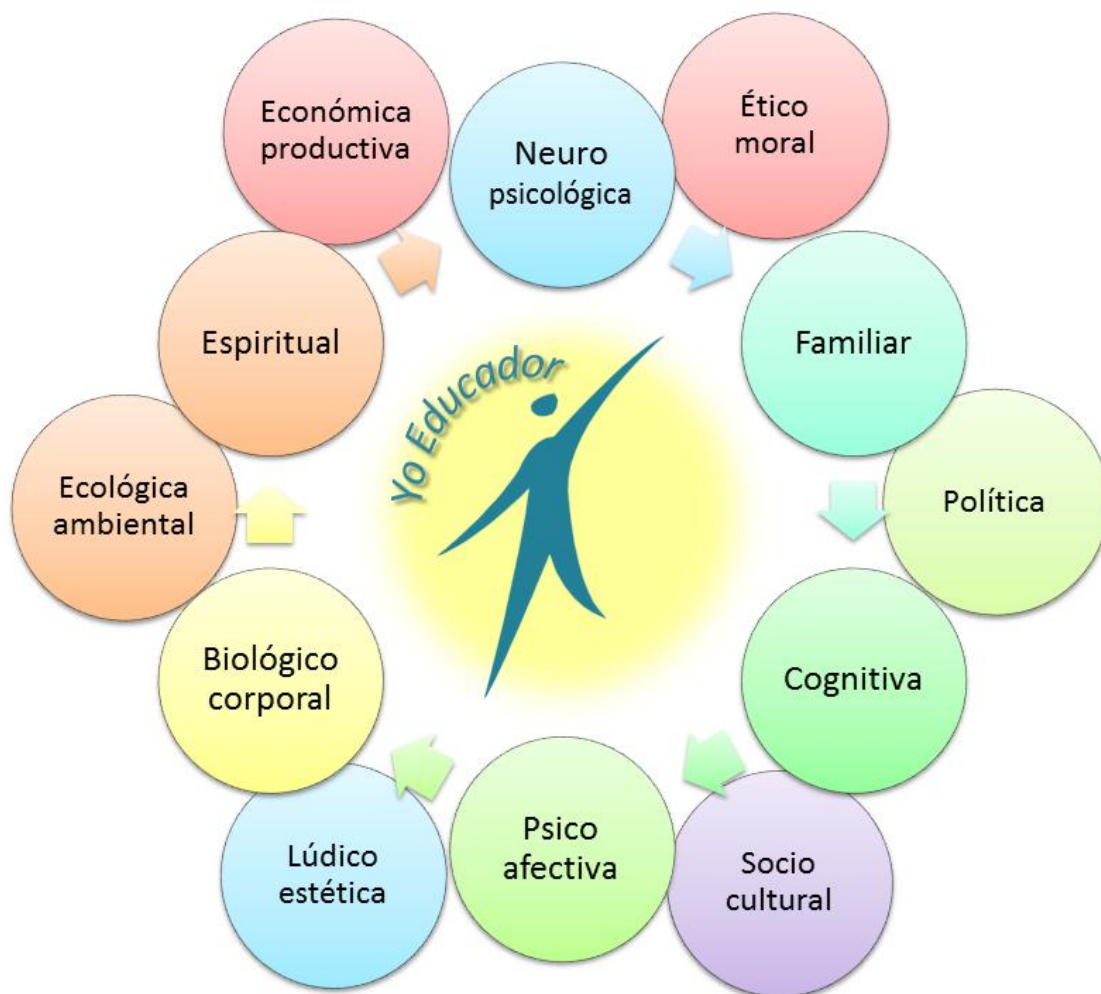 Económica
productiva
Neuro
psicológica
Ético
moral
Espiritual
Yo Educador
Familiar
Ecológica
ambiental
Política
Biológico
corporal
Cognitiva
Lúdico
estética
Psico
afectiva
Socio
cultural